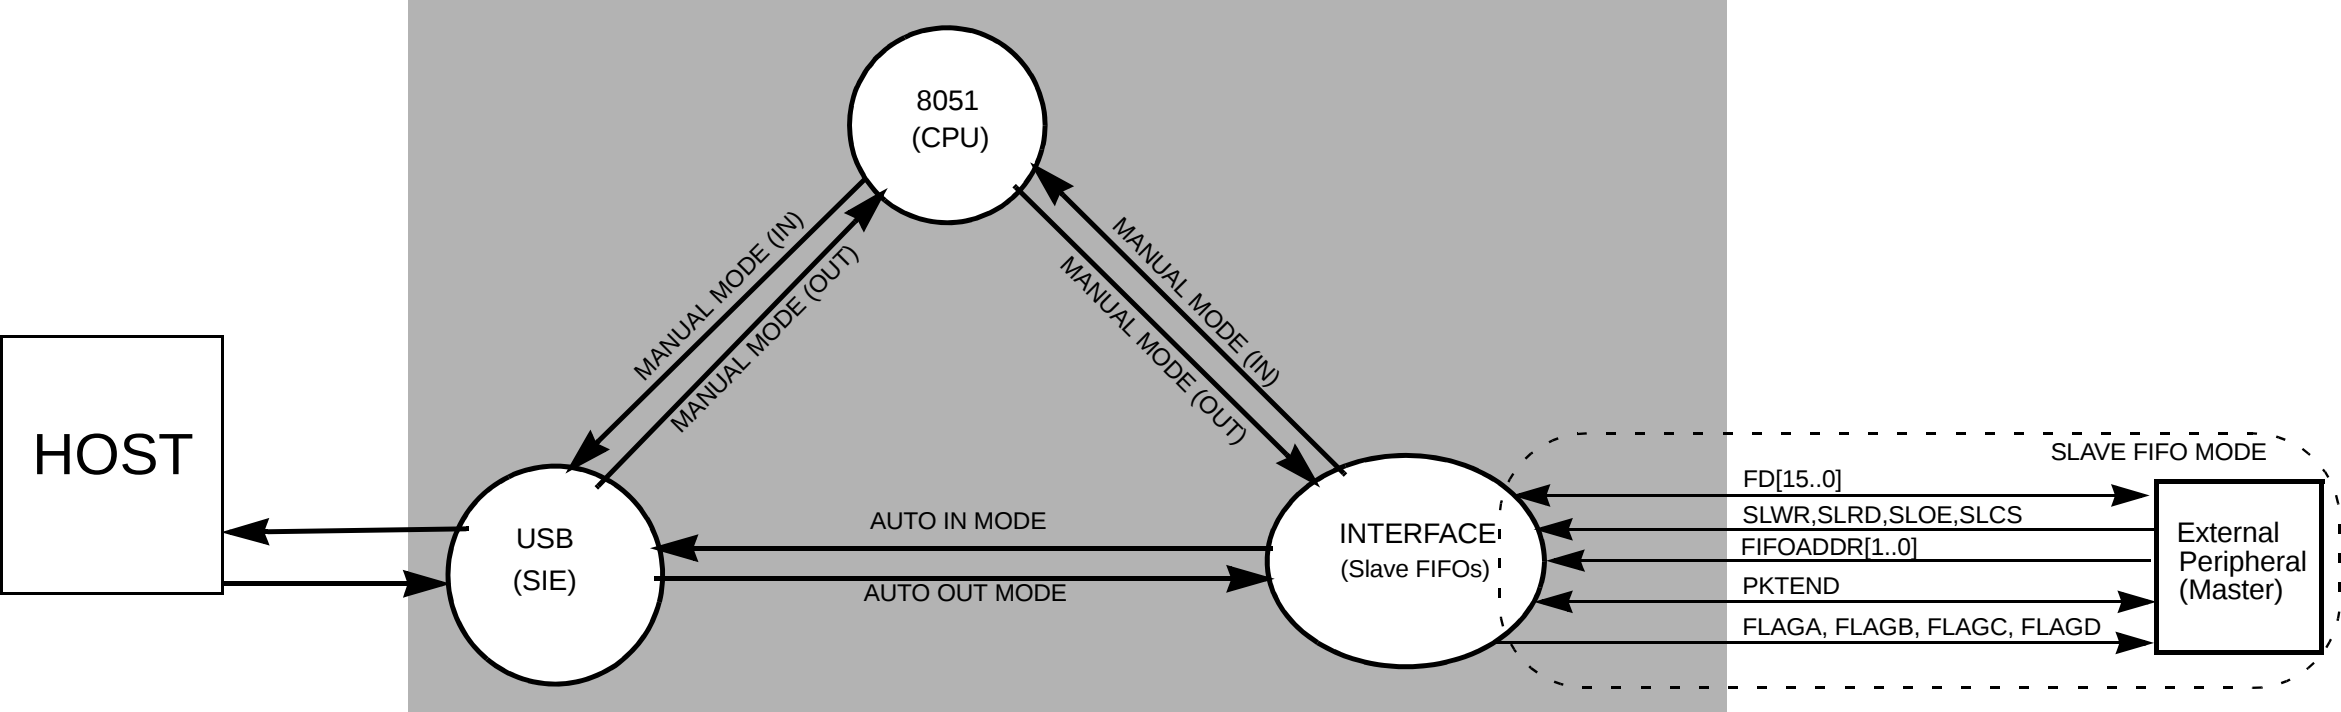 8051
(CPU)
MANUAL MODE (IN)
MANUAL MODE (OUT)
MANUAL MODE (IN)
MANUAL MODE (OUT)
HOST
USB
(SIE)
AUTO IN MODE
AUTO OUT MODE
INTERFACE
(Slave FIFOs)
SLAVE FIFO MODE
FD[15..0]
SLWR,SLRD,SLOE,SLCS
FIFOADDR[1..0]
PKTEND
FLAGA, FLAGB, FLAGC, FLAGD
External
Peripheral
(Master)